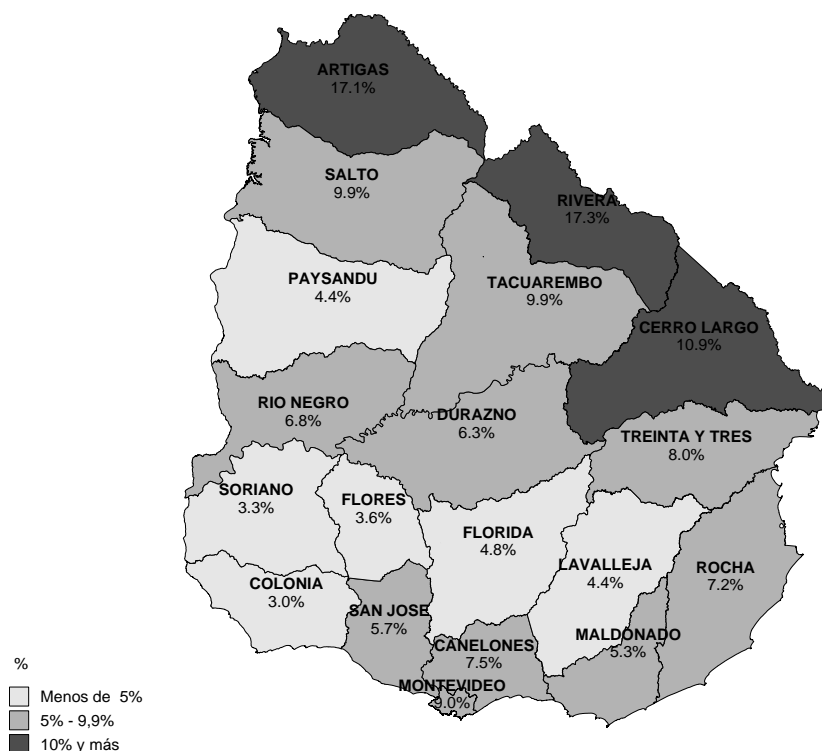 ARTIGAS
17.1%
SALTO
9.9%
RIVERA
17.3%
PAYSANDU
4.4%
TACUAREMBO
9.9%
CERRO LARGO
10.9%
RIO NEGRO
6.8%
DURAZNO
6.3%
TREINTA Y TRES
8.0%
SORIANO
3.3%
FLORES
3.6%
FLORIDA
4.8%
LAVALLEJA
4.4%
ROCHA
7.2%
COLONIA
3.0%
SAN JOSE
5.7%
CANELONES
7.5%
MALDONADO
5.3%
MONTEVIDEO
9.0%
%
Menos de 5%
5% - 9,9%
10% y más